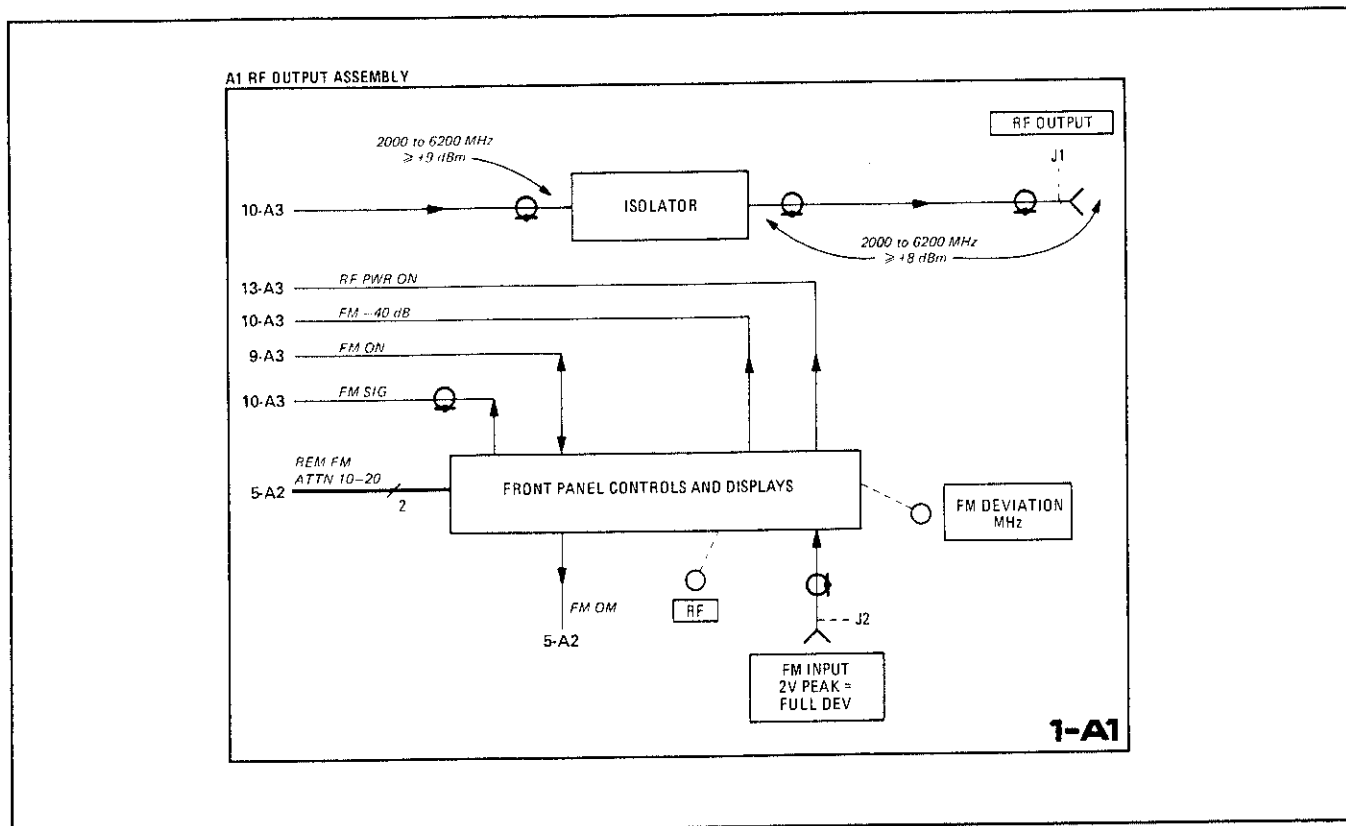 A1 RF OUTPUT ASSEMBLY
RF OUTPUT
J1
2000 to 6200 MHz
≥ +9 dBm
10-A3
ISOLATOR
2000 to 6200 MHz
≥ +8 dBm
13-A3 RF PWR ON
10-A3 FM -40 dB
9-A3 FM ON
10-A3 FM SIG
REM FM
ATTN 10-20
5-A2
2
FRONT PANEL CONTROLS AND DISPLAYS
FM DEVIATION
MHz
FM OM
5-A2
RF
J2
FM INPUT
2V PEAK =
FULL DEV
1-A1